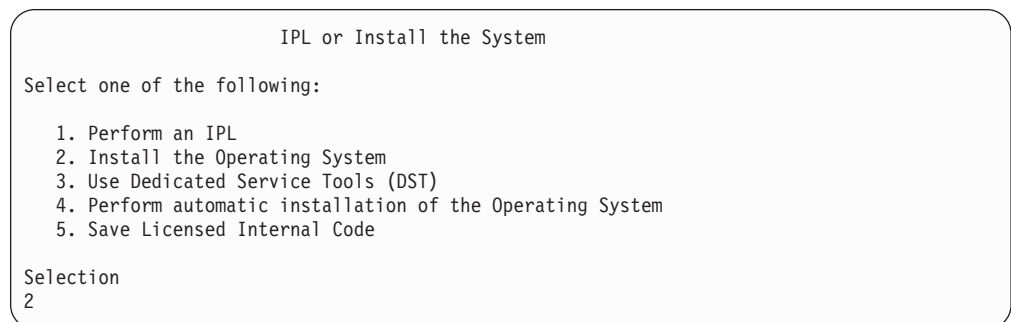 IPL or Install the System
Select one of the following:
1. Perform an IPL
2. Install the Operating System
3. Use Dedicated Service Tools (DST)
4. Perform automatic installation of the Operating System
5. Save Licensed Internal Code
Selection
2